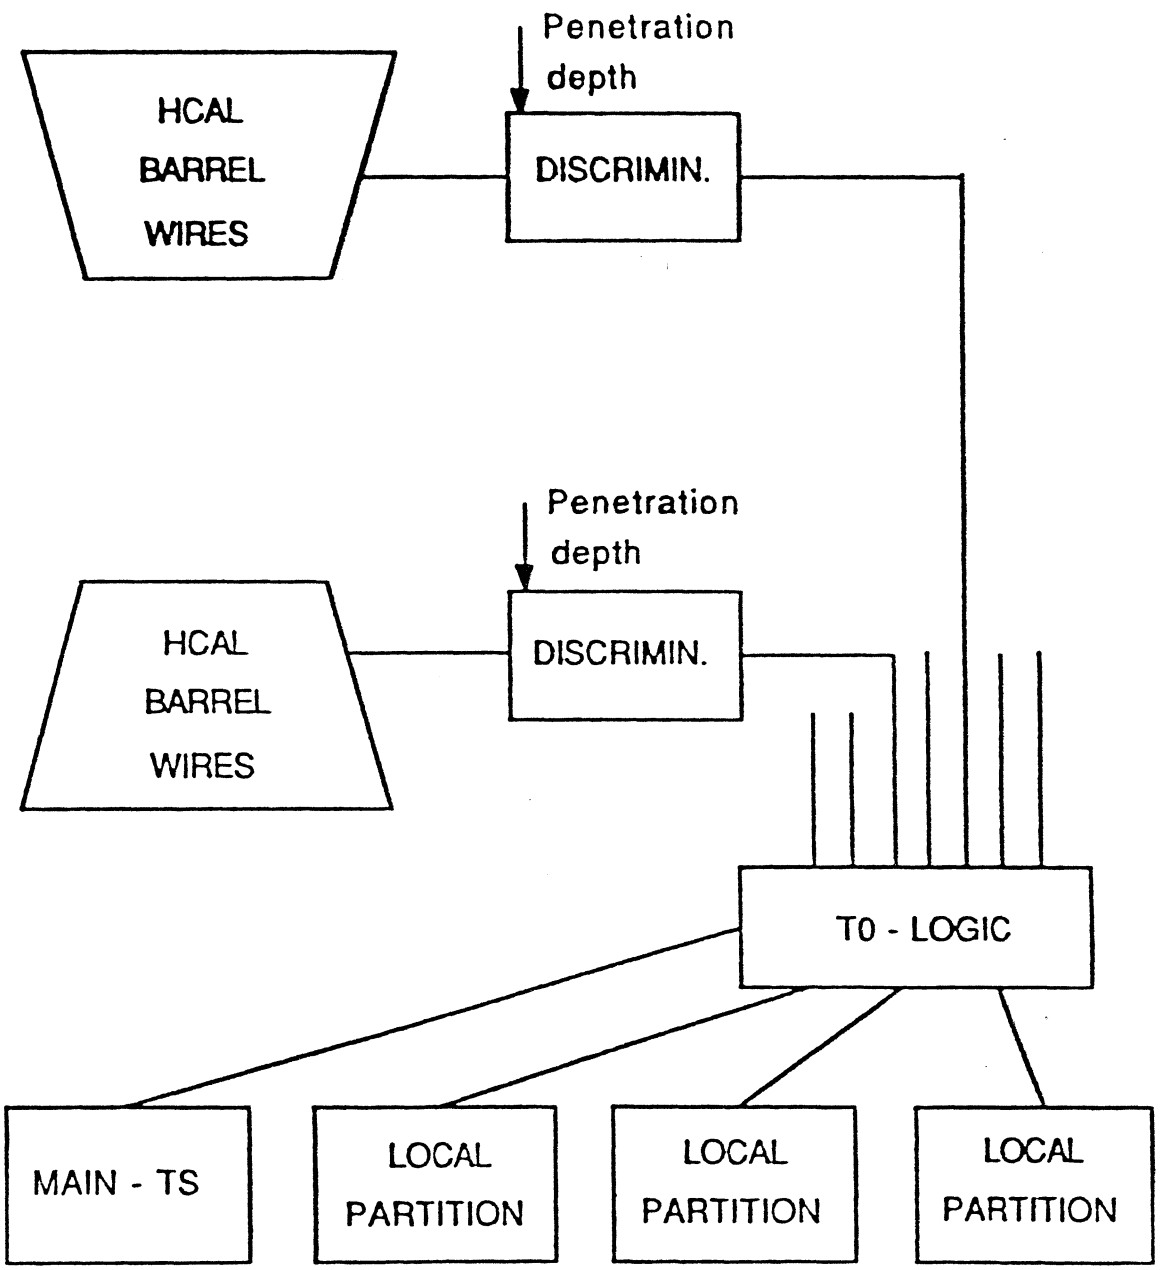 Penetration
depth
HCAL
BARREL
WIRES
DISCRIMIN.
Penetration
depth
HCAL
BARREL
WIRES
DISCRIMIN.
T0 - LOGIC
MAIN - TS
LOCAL
PARTITION
LOCAL
PARTITION
LOCAL
PARTITION